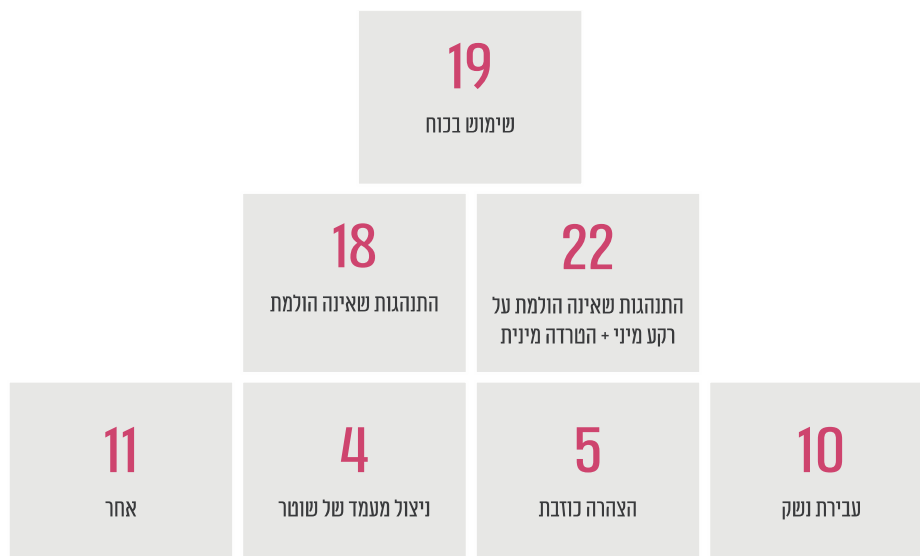 19
שימוש בכוח
22
התנהגות שאינה הולמת על
רקע מיני + הטרדה מינית
18
התנהגות שאינה הולמת
10
עבירת נשק
5
הצהרה כוזבת
4
ניצול מעמד של שוטר
11
אחר